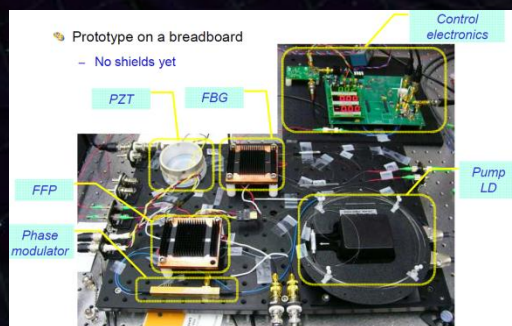 Prototype on a breadboard
– No shields yet
Control
electronics
PZT
FBG
FFP
Pump
LD
Phase
modulator